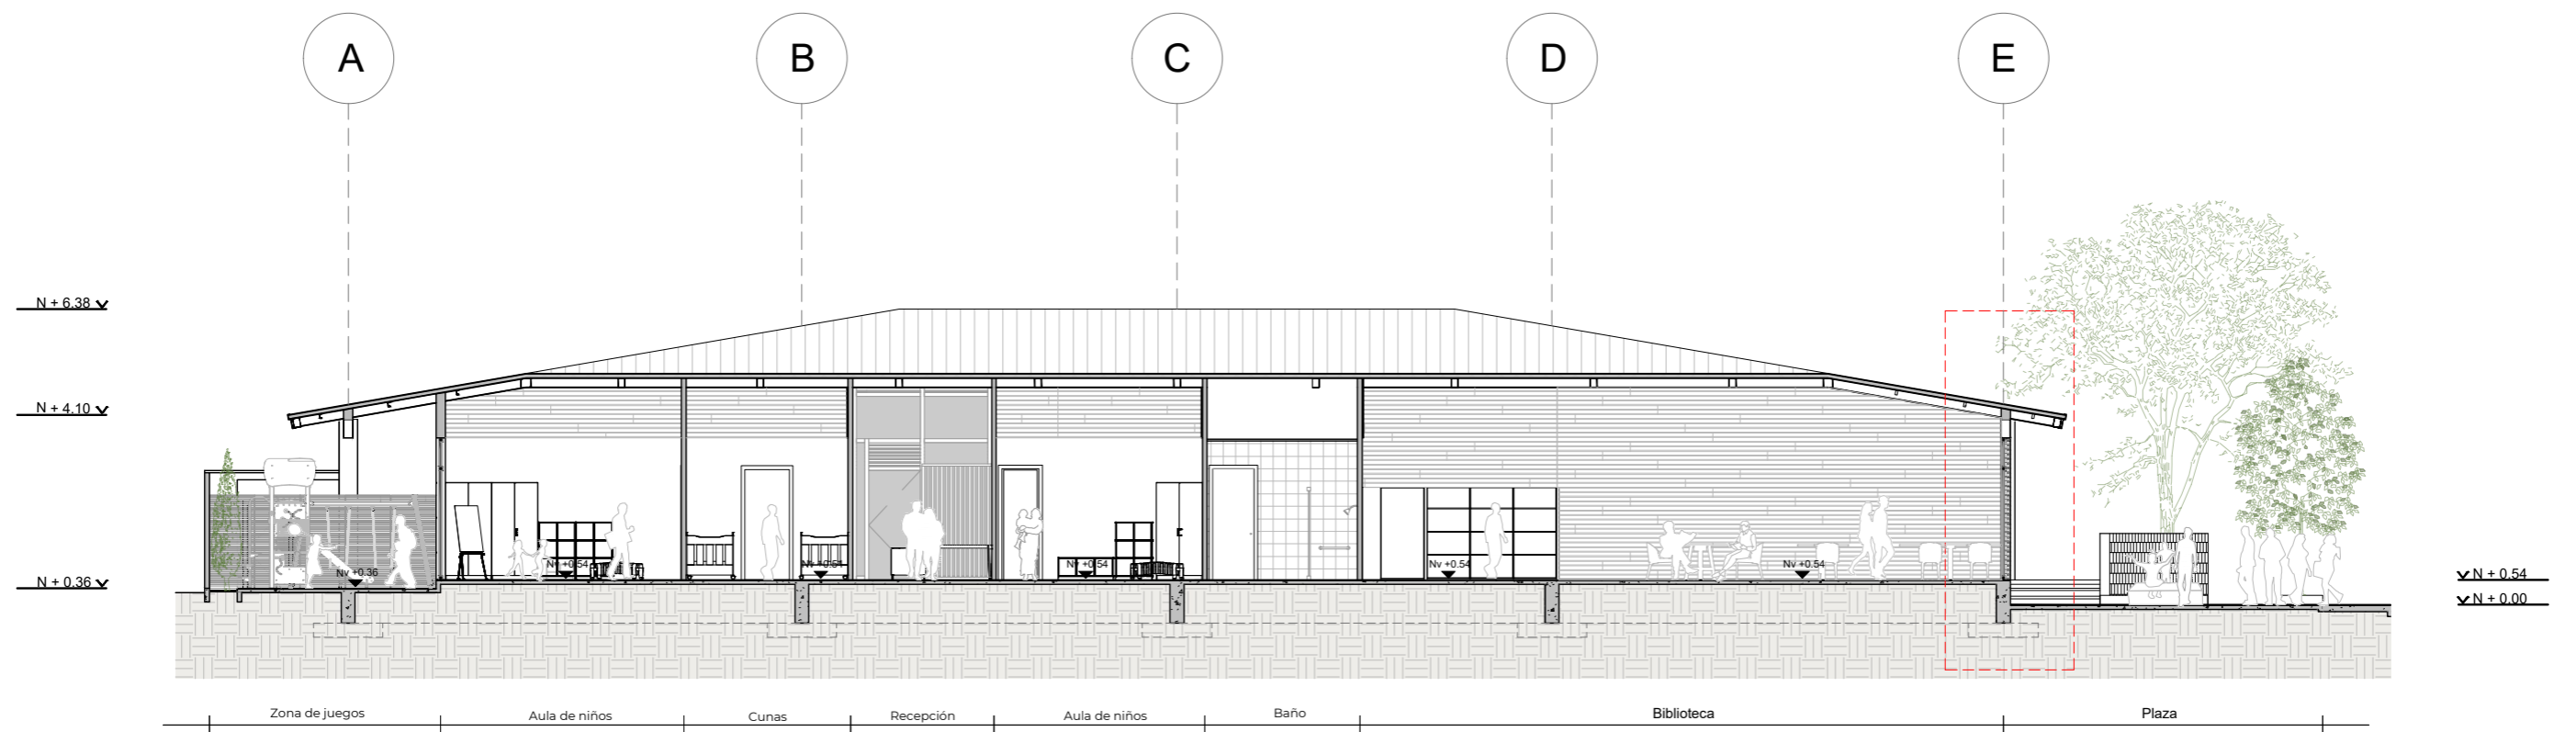 A
B
C
D
E
N + 6.38
N + 4.10
N + 0.36
N + 0.54
N + 0.00
Nv +0.36
Nv +0.54
Nv +0.54
Nv +0.54
Nv +0.54
Nv +0.54
Zona de juegos
Aula de niños
Cunas
Recepción
Aula de niños
Baño
Biblioteca
Plaza